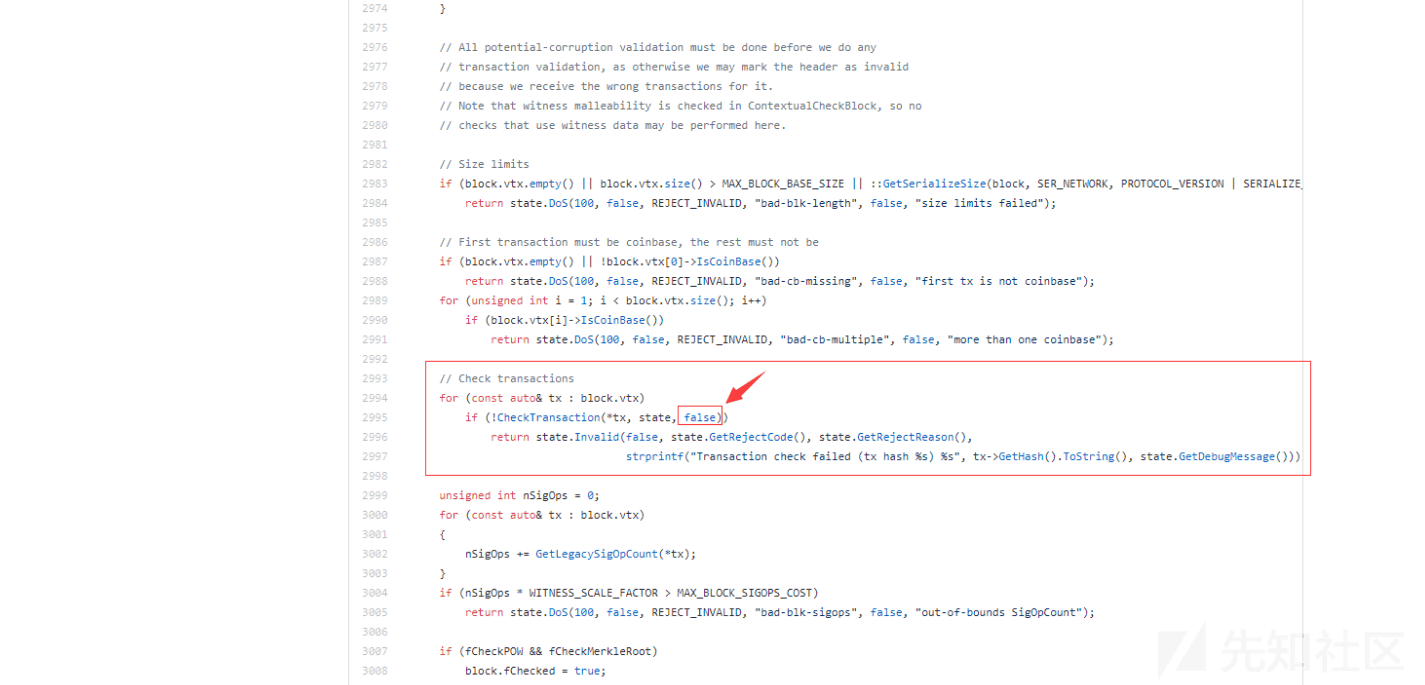 2974 }
2975
2976 // All potential-corruption validation must be done before we do any
2977 // transaction validation, as otherwise we may mark the header as invalid
2978 // because we receive the wrong transactions for it.
2979 // Note that witness malleability is checked in ContextualCheckBlock, so no
2980 // checks that use witness data may be performed here.
2981
2982 // Size limits
2983 if (block.vtx.empty() || block.vtx.size() > MAX_BLOCK_BASE_SIZE || ::GetSerializeSize(block, SER_NETWORK, PROTOCOL_VERSION | SERIALIZE_
2984 return state.DoS(100, false, REJECT_INVALID, "bad-blk-length", false, "size limits failed");
2985
2986 // First transaction must be coinbase, the rest must not be
2987 if (block.vtx.empty() || !block.vtx[0]->IsCoinBase())
2988 return state.DoS(100, false, REJECT_INVALID, "bad-cb-missing", false, "first tx is not coinbase");
2989 for (unsigned int i = 1; i < block.vtx.size(); i++)
2990 if (block.vtx[i]->IsCoinBase())
2991 return state.DoS(100, false, REJECT_INVALID, "bad-cb-multiple", false, "more than one coinbase");
2992
2993 // Check transactions
2994 for (const auto& tx : block.vtx)
2995 if (!CheckTransaction(*tx, state, false))
2996 return state.Invalid(false, state.GetRejectCode(), state.GetRejectReason(),
2997 strprintf("Transaction check failed (tx hash %s) %s", tx->GetHash().ToString(), state.GetDebugMessage()))
2998
2999 unsigned int nSigOps = 0;
3000 for (const auto& tx : block.vtx)
3001 {
3002 nSigOps += GetLegacySigOpCount(*tx);
3003 }
3004 if (nSigOps * WITNESS_SCALE_FACTOR > MAX_BLOCK_SIGOPS_COST)
3005 return state.DoS(100, false, REJECT_INVALID, "bad-blk-sigops", false, "out-of-bounds SigOpCount");
3006
3007 if (fCheckPOW && fCheckMerkleRoot)
3008 block.fChecked = true;
先知社区